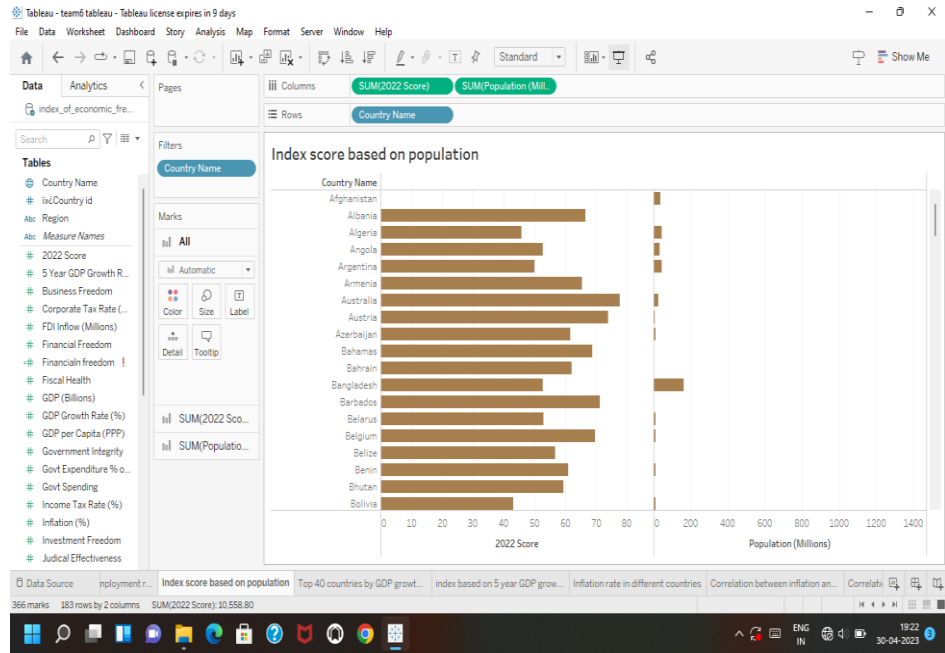 Tableau - team6 tableau - Tableau license expires in 9 days
File Data Worksheet Dashboard Story Analysis Map Format Server Window Help
Standard
Show Me
Data Analytics
Pages
Columns SUM(2022 Score) SUM(Population (Mill..
index_of_economic_fre...
Rows Country Name
Search
Filters
Country Name
Index score based on population
Tables
Country Name
ï»¿Country id
Abc Region
Abc Measure Names
2022 Score
5 Year GDP Growth R...
Business Freedom
Corporate Tax Rate (...
FDI Inflow (Millions)
Financial Freedom
Financialn freedom !
Fiscal Health
GDP (Billions)
GDP Growth Rate (%)
GDP per Capita (PPP)
Government Integrity
Govt Expenditure % o...
Govt Spending
Income Tax Rate (%)
Inflation (%)
Investment Freedom
Judical Effectiveness
Marks
All
Automatic
Color Size Label
Detail Tooltip
SUM(2022 Sco...
SUM(Populatio...
Country Name
Afghanistan
Albania
Algeria
Angola
Argentina
Armenia
Australia
Austria
Azerbaijan
Bahamas
Bahrain
Bangladesh
Barbados
Belarus
Belgium
Belize
Benin
Bhutan
Bolivia
0 10 20 30 40 50 60 70 80 0 200 400 600 800 1000 1200 1400
2022 Score Population (Millions)
Data Source nployment r... Index score based on population Top 40 countries by GDP growt... index based on 5 year GDP grow... Inflation rate in different countries Correlation between inflation an... Correlati
366 marks 183 rows by 2 columns SUM(2022 Score): 10,558.80
ENG
IN
19:22
30-04-2023
3